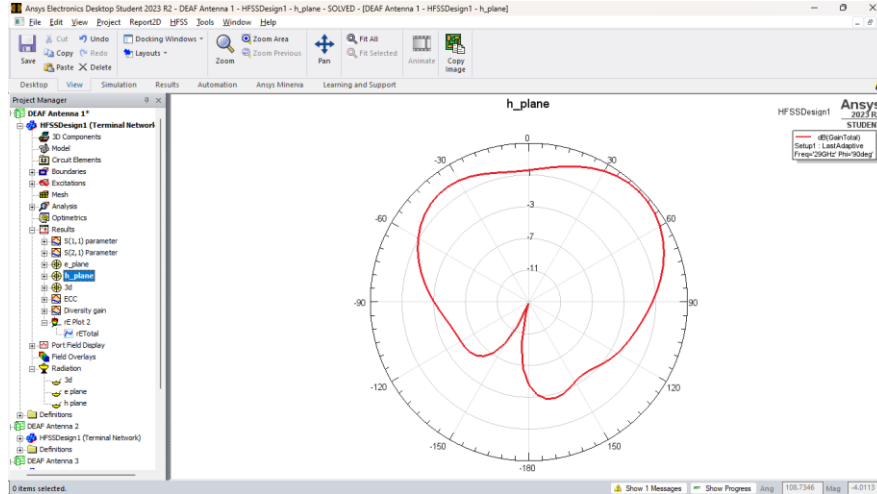 Ansys Electronics Desktop Student 2023 R2 - DEAF Antenna 1 - HFSSDesign1 - h_plane - SOLVED - [DEAF Antenna 1 - HFSSDesign1 - h_plane]
File Edit View Project Report2D HFSS Tools Window Help
Save
Cut
Copy
Paste
Undo
Redo
Delete
Docking Windows
Layouts
Zoom
Zoom Area
Zoom Previous
Pan
Fit All
Fit Selected
Animate
Copy
Image
Desktop View Simulation Results Automation Ansys Minerva Learning and Support
Project Manager
DEAF Antenna 1*
HFSSDesign1 (Terminal Network
3D Components
Model
Circuit Elements
Boundaries
Excitations
Mesh
Analysis
Optimetrics
Results
S(1,1) parameter
S(2,1) Parameter
e_plane
h_plane
3d
ECC
Diversity gain
rE Plot 2
rETotal
Port Field Display
Field Overlays
Radiation
3d
e plane
h plane
Definitions
DEAF Antenna 2
HFSSDesign1 (Terminal Network)
Definitions
DEAF Antenna 3
h_plane
HFSSDesign1
Ansys
2023 R
STUDEN
dB(GainTotal)
Setup1 : LastAdaptive
Freq='29GHz' Phi='90deg'
0
-30
30
-60
60
-3
-7
-11
-90
90
-120
120
-150
150
-180
0 items selected.
Show 1 Messages
Show Progress
Ang 108.7346 Mag -4.0113